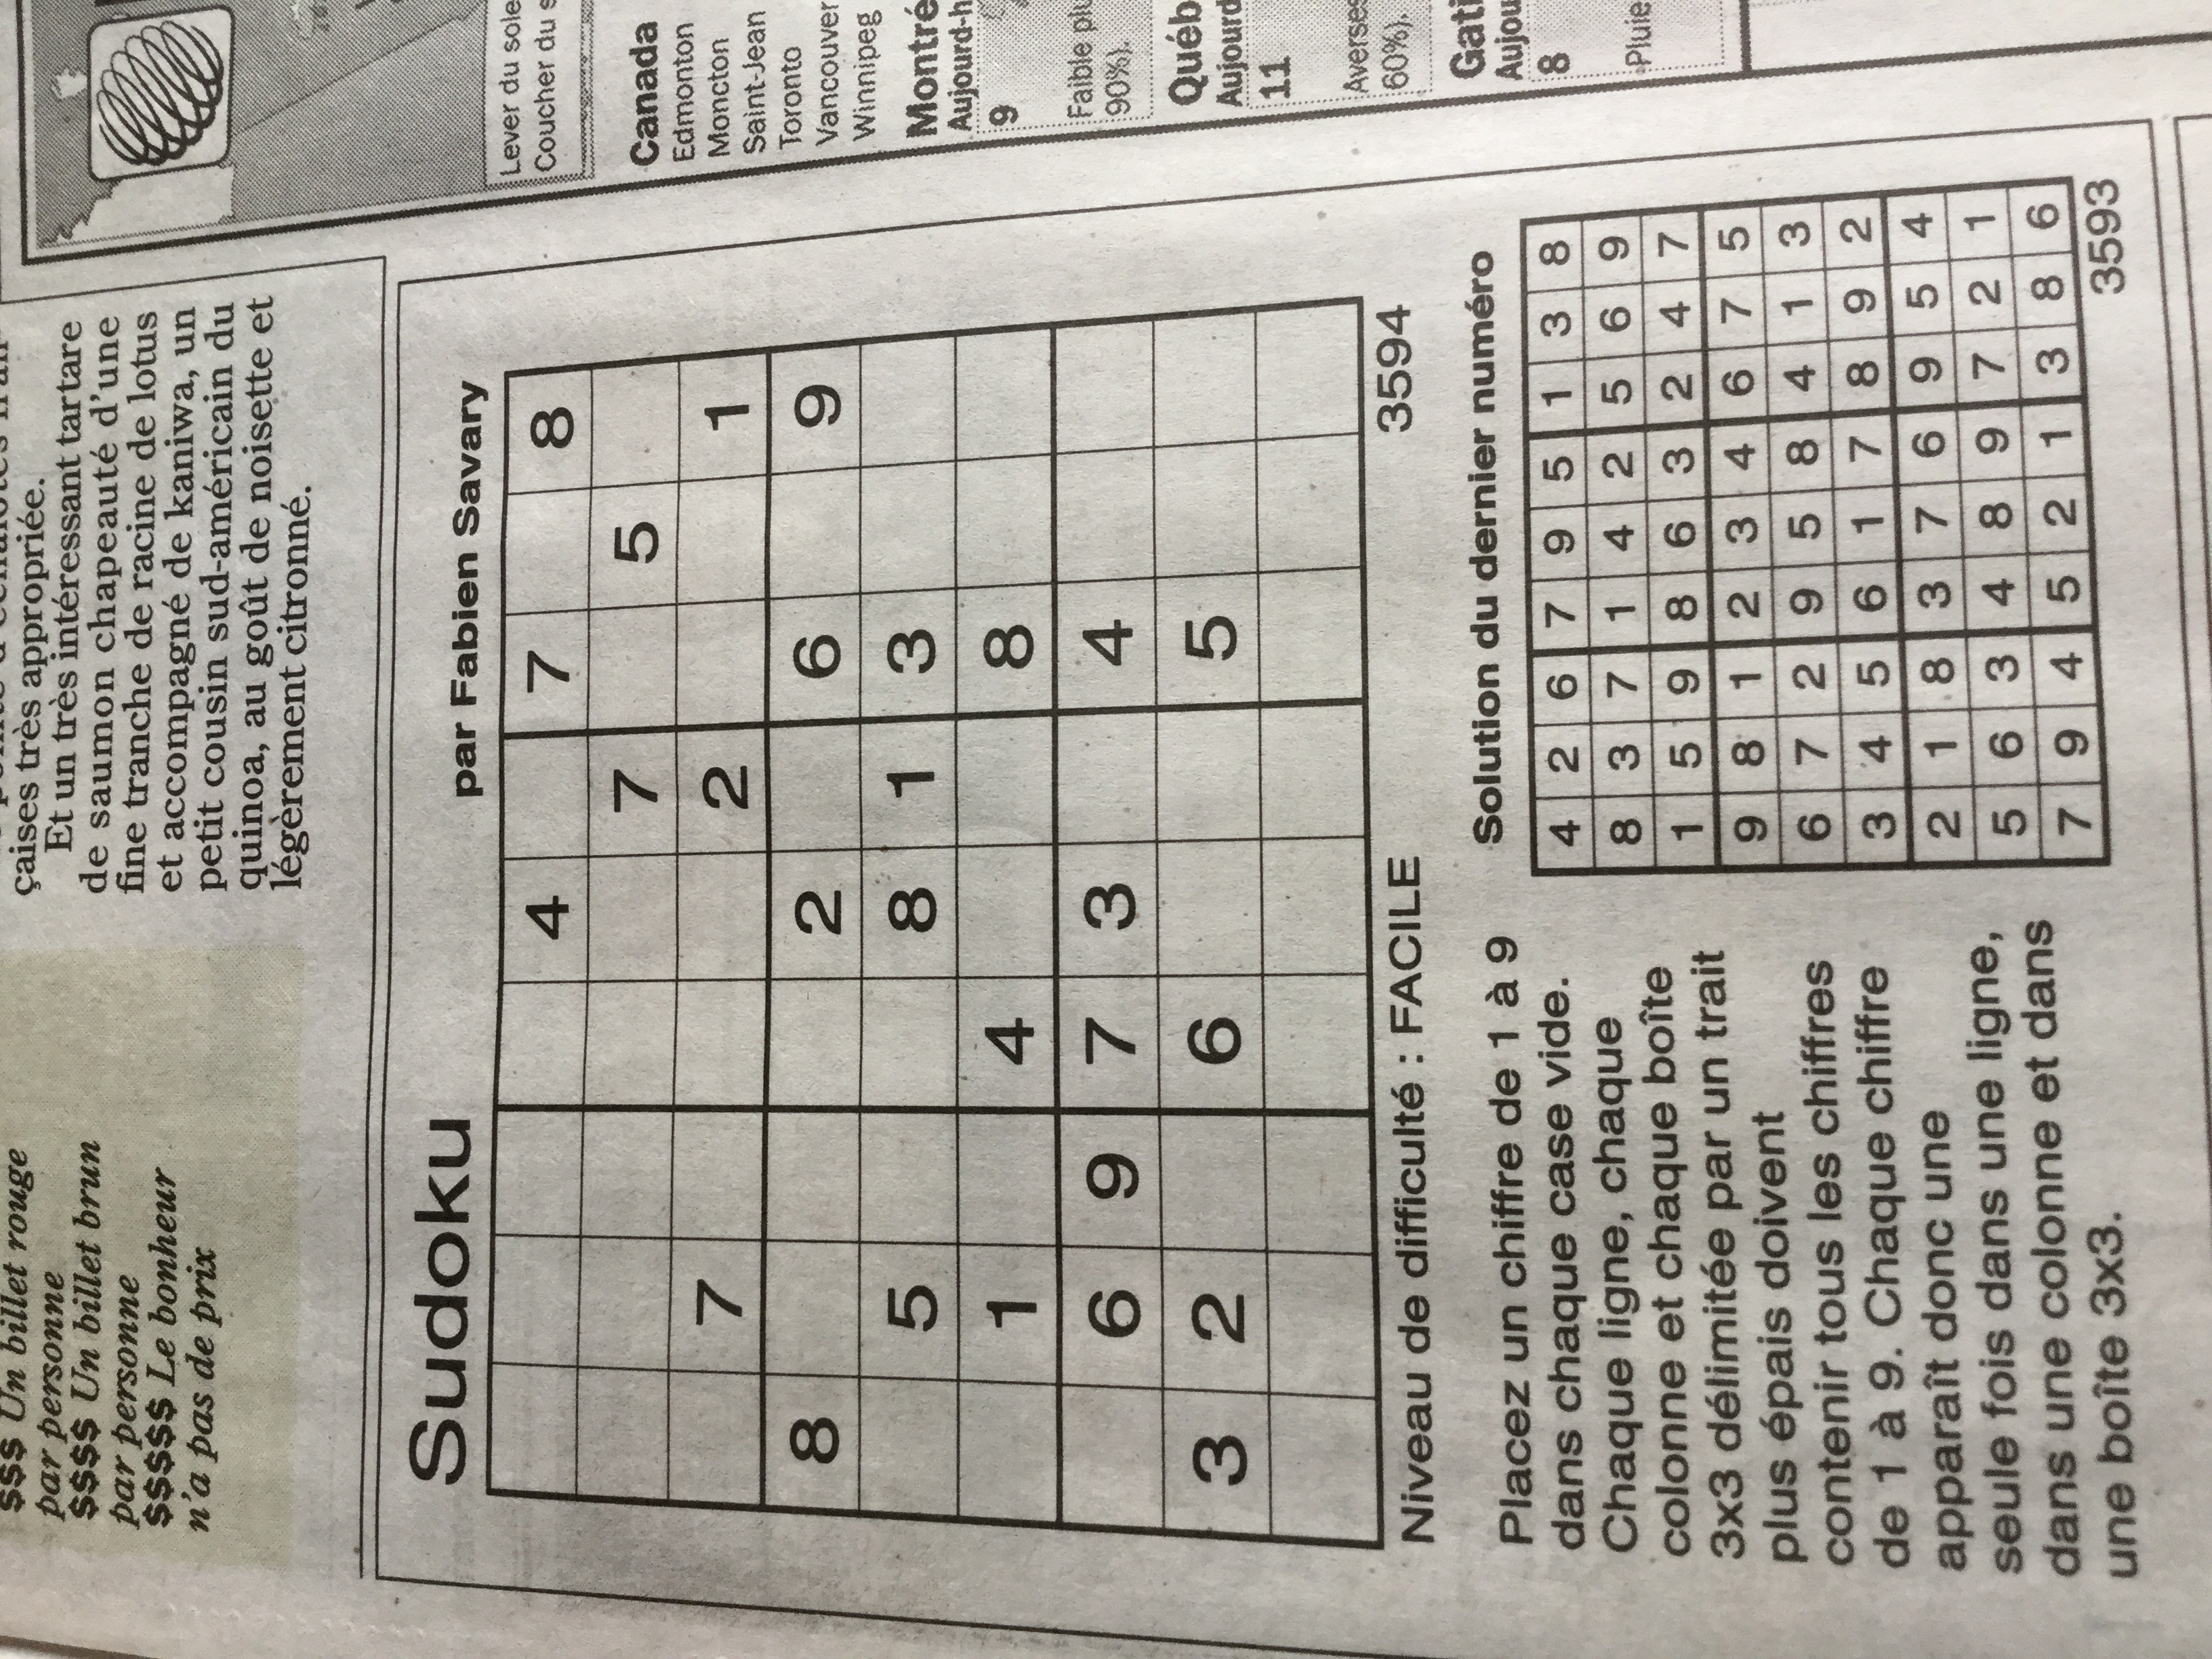 $$$ Un billet rouge
par personne
$$$$ Un billet brun
par personne
$$$$$ Le bonheur
n'a pas de prix
çaises très appropriée.
Et un très intéressant tartare
de saumon chapeauté d'une
fine tranche de racine de lotus
et accompagné de kaniwa, un
petit cousin sud-américain du
quinoa, au goût de noisette et
légèrement citronné.
Sudoku
par Fabien Savary
4 7 8
7 5
7 2 1
8 2 6 9
5 8 1 3
1 4 8
6 9 7 3 4
3 2 6 5
Niveau de difficulté : FACILE
3594
Placez un chiffre de 1 à 9
dans chaque case vide.
Chaque ligne, chaque
colonne et chaque boîte
3x3 délimitée par un trait
plus épais doivent
contenir tous les chiffres
de 1 à 9. Chaque chiffre
apparaît donc une
seule fois dans une ligne,
dans une colonne et dans
une boîte 3x3.
Solution du dernier numéro
4 2 6 7 9 5 1 3 8
8 3 7 1 4 2 5 6 9
1 5 9 8 6 3 2 4 7
9 8 1 2 3 4 6 7 5
6 7 2 9 5 8 4 1 3
3 4 5 6 1 7 8 9 2
2 1 8 3 7 6 9 5 4
5 6 3 4 8 9 7 2 1
7 9 4 5 2 1 3 8 6
3593
Lever du sole
Coucher du s
Canada
Edmonton
Moncton
Saint-Jean
Toronto
Vancouver
Winnipeg
Montré
Aujourd-h
9
Faible plu
90%).
Québ
Aujourd
11
Averses
60%).
Gati
Aujou
8
Pluie